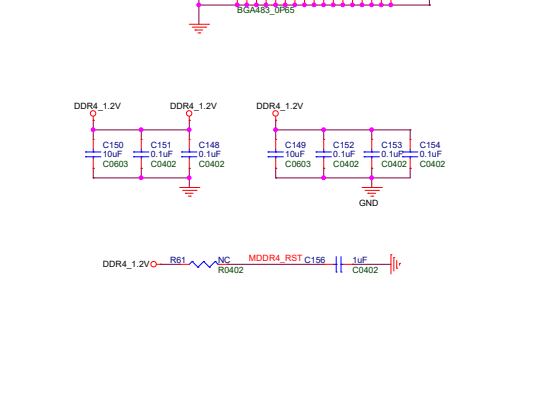 BGA483_0P65
DDR4_1.2V DDR4_1.2V DDR4_1.2V
C150 C151 C148 C149 C152 C153 C154
10uF 0.1uF 0.1uF 10uF 0.1uF 0.1uF 0.1uF
C0603 C0402 C0402 C0603 C0402 C0402 C0402
GND
DDR4_1.2V R61 NC MDDR4_RST C156 1uF
R0402 C0402